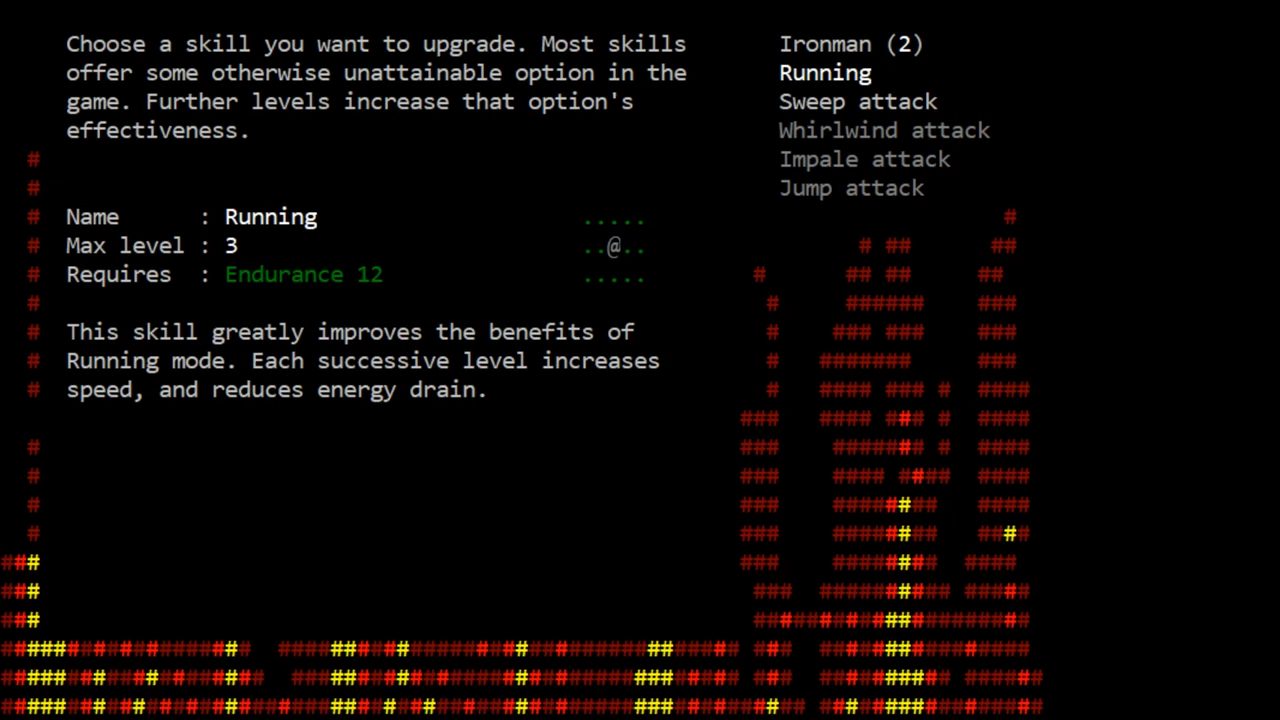 Choose a skill you want to upgrade. Most skills
offer some otherwise unattainable option in the
game. Further levels increase that option's
effectiveness.
Name : Running
Max level : 3
Requires : Endurance 12
.....
..@..
.....
This skill greatly improves the benefits of
Running mode. Each successive level increases
speed, and reduces energy drain.
Ironman (2)
Running
Sweep attack
Whirlwind attack
Impale attack
Jump attack